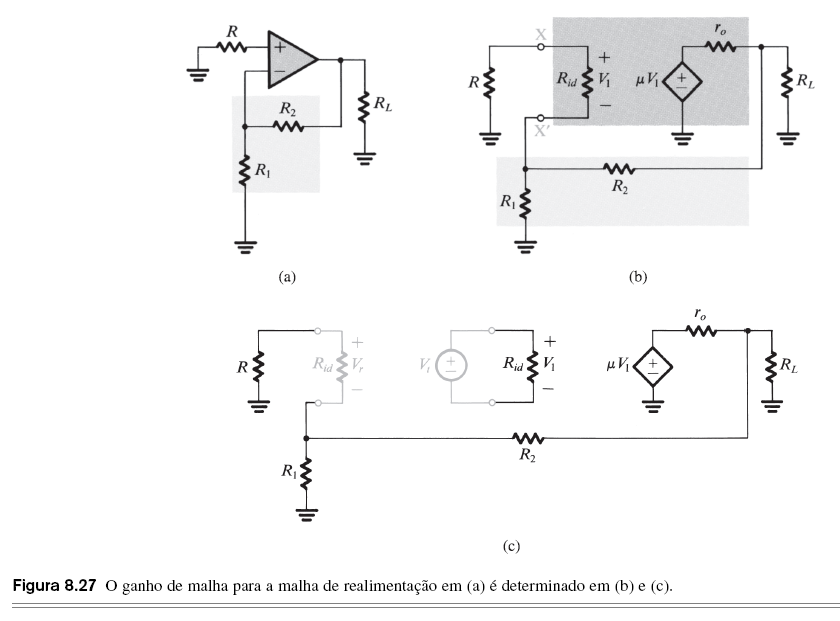 R
+
−
R2
RL
R1
(a)
X
ro
+
R
Rid
V1
μV1
+
−
RL
−
X′
R2
R1
(b)
ro
+
+
R
Rid
Vr
Vt
+
−
Rid
V1
μV1
+
−
RL
−
−
R2
R1
(c)
Figura 8.27 O ganho de malha para a malha de realimentação em (a) é determinado em (b) e (c).